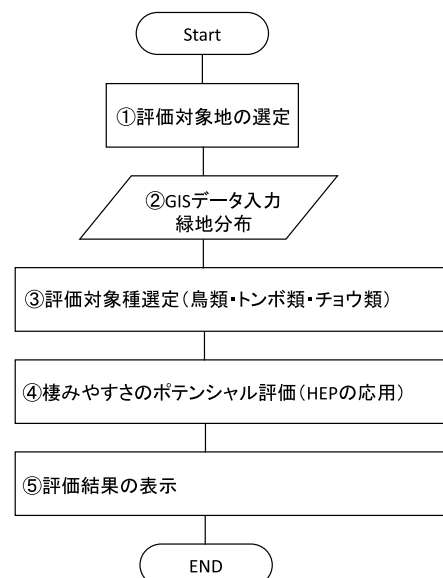 Start
①評価対象地の選定
②GISデータ入力
緑地分布
③評価対象種選定(鳥類・トンボ類・チョウ類)
④棲みやすさのポテンシャル評価(HEPの応用)
⑤評価結果の表示
END